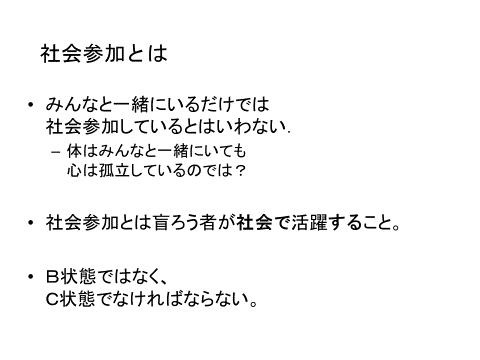 社会参加とは
• みんなと一緒にいるだけでは
社会参加しているとはいわない.
– 体はみんなと一緒にいても
心は孤立しているのでは？
• 社会参加とは盲ろう者が社会で活躍すること。
• Ｂ状態ではなく、
Ｃ状態でなければならない。